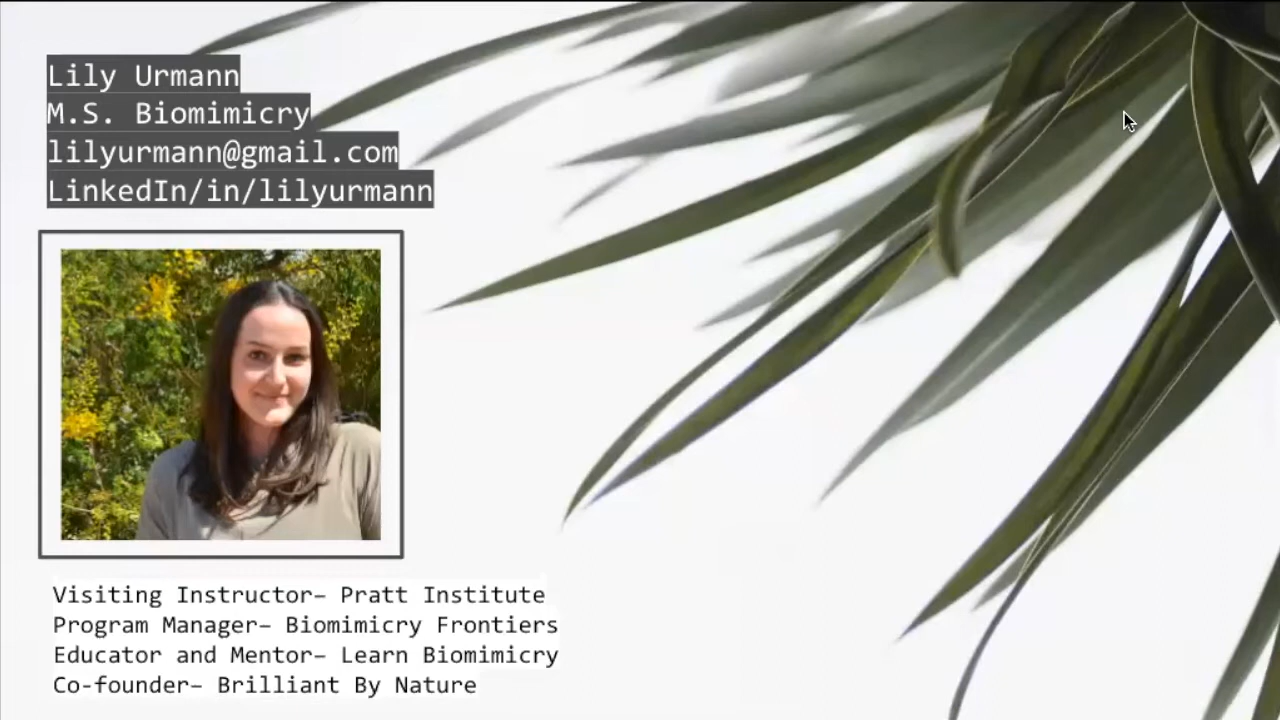 Lily Urmann
M.S. Biomimicry
lilyurmann@gmail.com
LinkedIn/in/lilyurmann
Visiting Instructor– Pratt Institute
Program Manager– Biomimicry Frontiers
Educator and Mentor– Learn Biomimicry
Co-founder– Brilliant By Nature